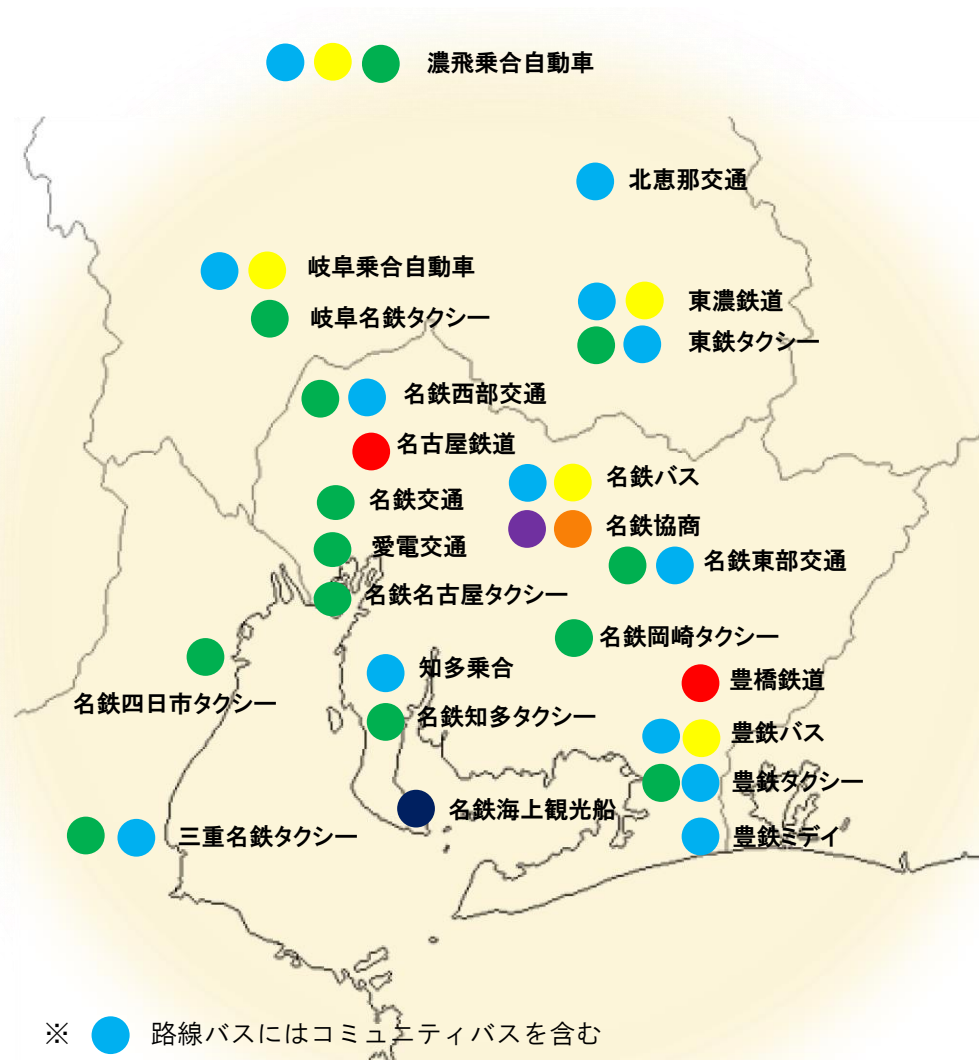 濃飛乗合自動車
北恵那交通
岐阜乗合自動車
岐阜名鉄タクシー
東濃鉄道
東鉄タクシー
名鉄西部交通
名古屋鉄道
名鉄バス
名鉄交通
名鉄協商
愛電交通
名鉄東部交通
名鉄名古屋タクシー
名鉄岡崎タクシー
知多乗合
豊橋鉄道
名鉄四日市タクシー
名鉄知多タクシー
豊鉄バス
豊鉄タクシー
名鉄海上観光船
三重名鉄タクシー
豊鉄ミデイ
※ 路線バスにはコミュニティバスを含む